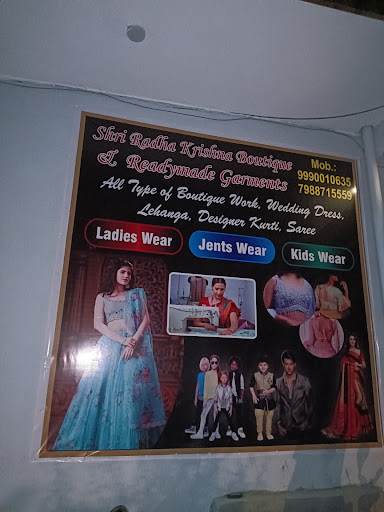 Shri Radha Krishna Boutique
& Readymade Garments
Mob.:
9990010635
7988715559
All Type of Boutique Work, Wedding Dress,
Lehanga, Designer Kurti, Saree
Ladies Wear
Jents Wear
Kids Wear